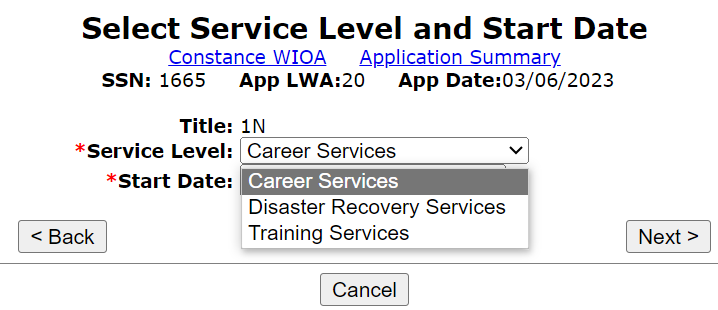 Select Service Level and Start Date
Constance WIOA Application Summary
SSN: 1665 App LWA:20 App Date:03/06/2023
Title: 1N
*Service Level: Career Services
*Start Date:
Career Services
Disaster Recovery Services
Training Services
< Back Next >
Cancel